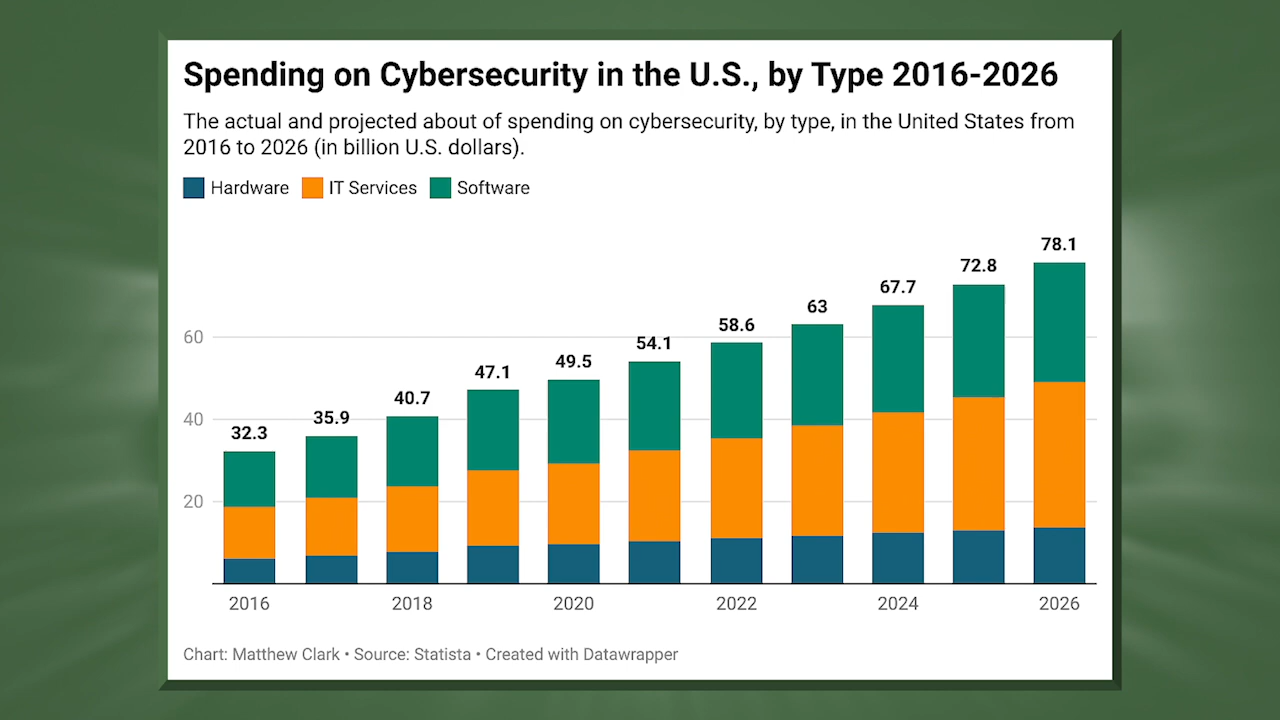 Spending on Cybersecurity in the U.S., by Type 2016-2026
The actual and projected about of spending on cybersecurity, by type, in the United States from
2016 to 2026 (in billion U.S. dollars).
Hardware IT Services Software
78.1
72.8
67.7
63
58.6
60
54.1
49.5
47.1
40.7
40
35.9
32.3
20
2016 2018 2020 2022 2024 2026
Chart: Matthew Clark • Source: Statista • Created with Datawrapper